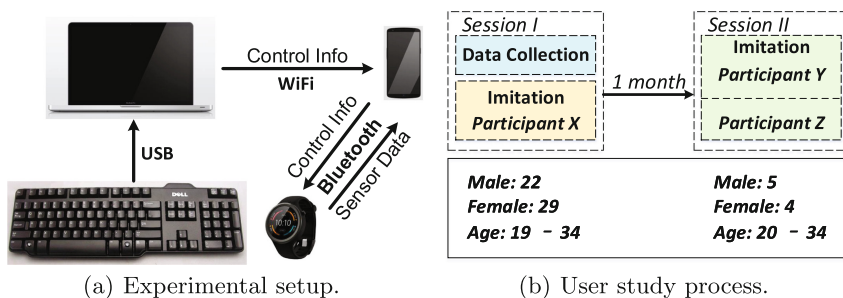 Control Info
WiFi
USB
Control Info
Bluetooth
Sensor Data
DELL
10:10
(a) Experimental setup.
Session I
Data Collection
Imitation
Participant X
1 month
Session II
Imitation
Participant Y
Participant Z
Male: 22
Female: 29
Age: 19 – 34
Male: 5
Female: 4
Age: 20 – 34
(b) User study process.